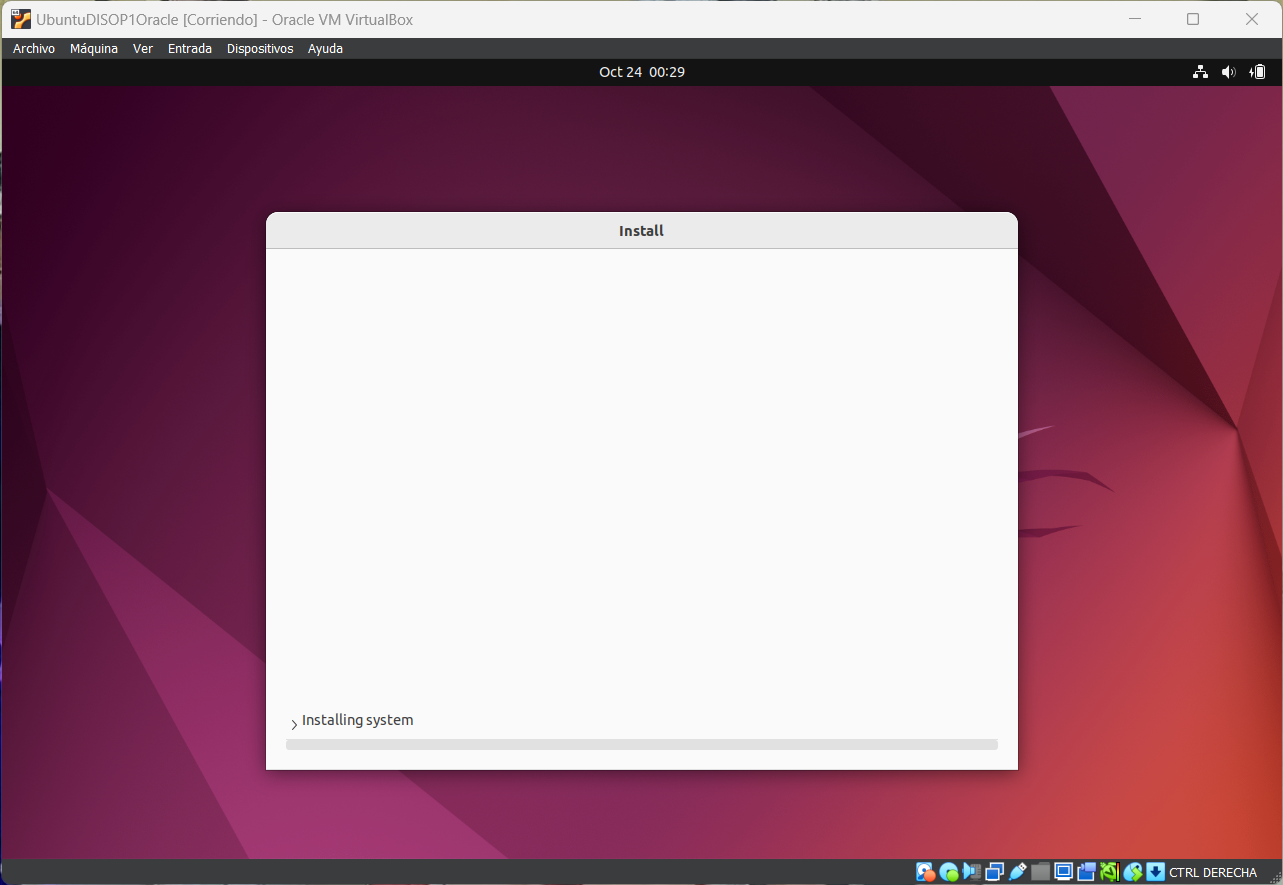 UbuntuDISOP1Oracle [Corriendo] - Oracle VM VirtualBox
Archivo Máquina Ver Entrada Dispositivos Ayuda
Oct 24 00:29
Install
Installing system
CTRL DERECHA